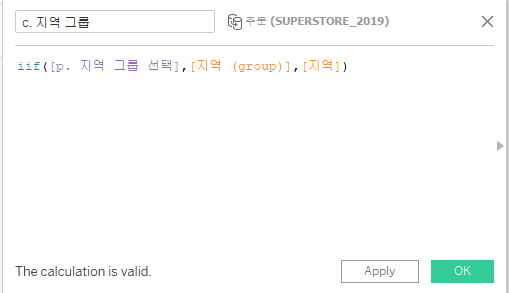 c. 지역 그룹
주문 (SUPERSTORE_2019)
iif([p. 지역 그룹 선택],[지역 (group)],[지역])
The calculation is valid.
Apply
OK